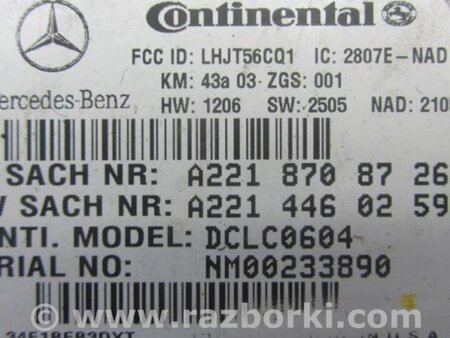 Continental
FCC ID: LHJT56CQ1 IC: 2807E-NAD
KM: 43a 03 ZGS: 001
ercedes-Benz HW: 1206 SW: 2505 NAD: 210
SACH NR: A221 870 87 26
SACH NR: A221 446 02 59
NTI. MODEL: DCLC0604
RIAL NO: NM00233890
www.razborki.com
U.S.A